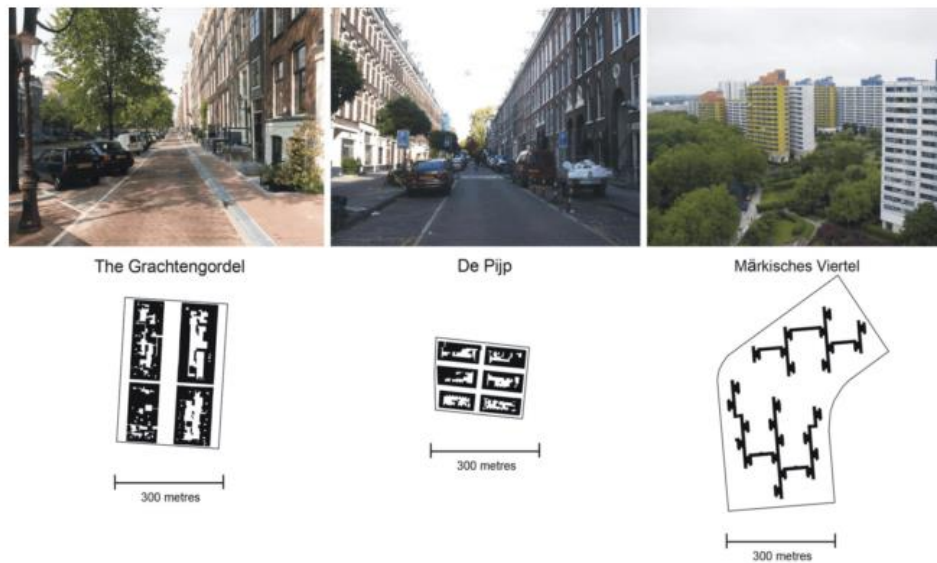 The Grachtengordel
De Pijp
Märkisches Viertel
300 metres
300 metres
300 metres